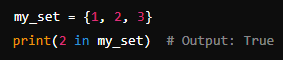 my_set = {1, 2, 3}
print(2 in my_set)  # Output: True